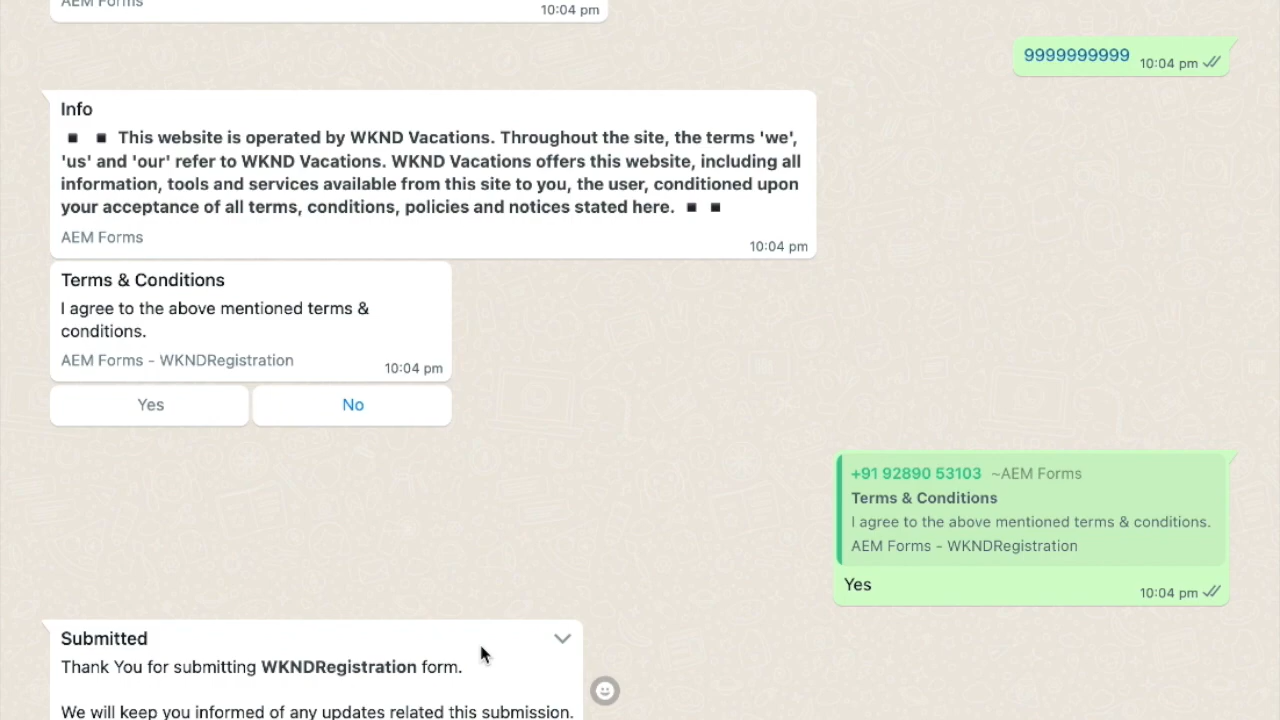 AEM Forms
10:04 pm
9999999999
10:04 pm
Info
▪ ▪ This website is operated by WKND Vacations. Throughout the site, the terms 'we',
'us' and 'our' refer to WKND Vacations. WKND Vacations offers this website, including all
information, tools and services available from this site to you, the user, conditioned upon
your acceptance of all terms, conditions, policies and notices stated here. ▪ ▪
AEM Forms
10:04 pm
Terms & Conditions
I agree to the above mentioned terms &
conditions.
AEM Forms - WKNDRegistration
10:04 pm
Yes
No
+91 92890 53103 ~AEM Forms
Terms & Conditions
I agree to the above mentioned terms & conditions.
AEM Forms - WKNDRegistration
Yes
10:04 pm
Submitted
Thank You for submitting WKNDRegistration form.
We will keep you informed of any updates related this submission.